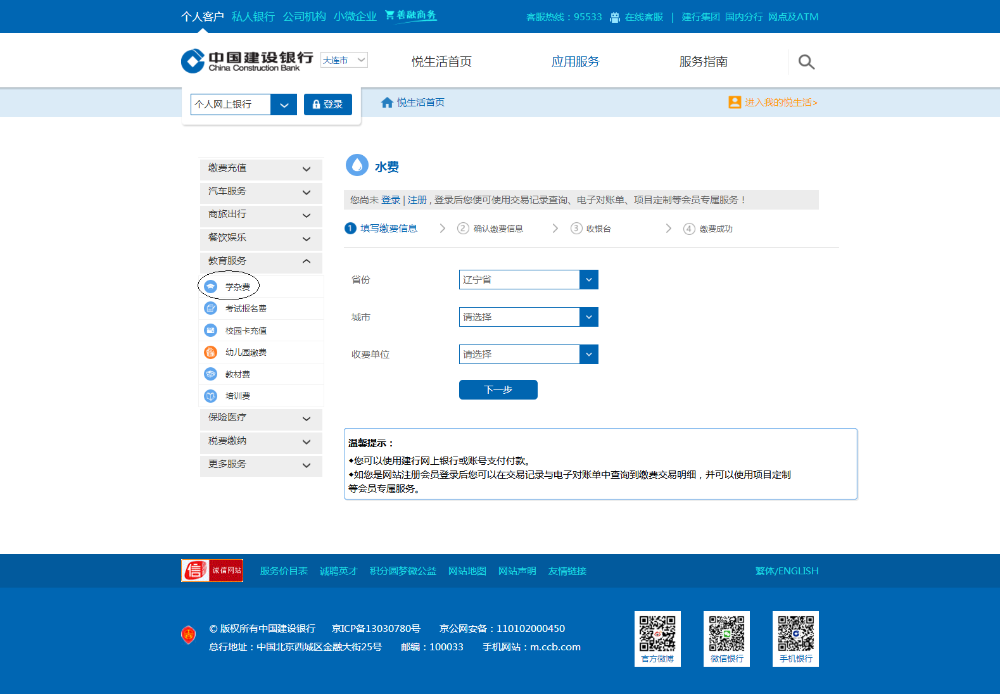 个人客户 私人银行 公司机构 小微企业 善融商务 客服热线：95533 在线客服 | 建行集团 国内分行 网点及ATM
中国建设银行
China Construction Bank
大连市 悦生活首页 应用服务 服务指南
个人网上银行 登录 悦生活首页 进入我的悦生活>
缴费充值
汽车服务
商旅出行
餐饮娱乐
教育服务
学杂费
考试报名费
校园卡充值
幼儿园缴费
教材费
培训费
保险医疗
税费缴纳
更多服务
水费
您尚未 登录 | 注册 , 登录后您便可使用交易记录查询、电子对账单、项目定制等会员专属服务！
1 填写缴费信息 2 确认缴费信息 3 收银台 4 缴费成功
省份 辽宁省
城市 请选择
收费单位 请选择
下一步
温馨提示：
◆您可以使用建行网上银行或账号支付付款。
◆如您是网站注册会员登录后您可以在交易记录与电子对账单中查询到缴费交易明细，并可以使用项目定制
等会员专属服务。
信 诚信网站 服务价目表 诚聘英才 积分圆梦微公益 网站地图 网站声明 友情链接 繁体/ENGLISH
© 版权所有中国建设银行 京ICP备13030780号 京公网安备：110102000450
总行地址：中国北京西城区金融大街25号 邮编：100033 手机网站：m.ccb.com
官方微博 微信银行 手机银行